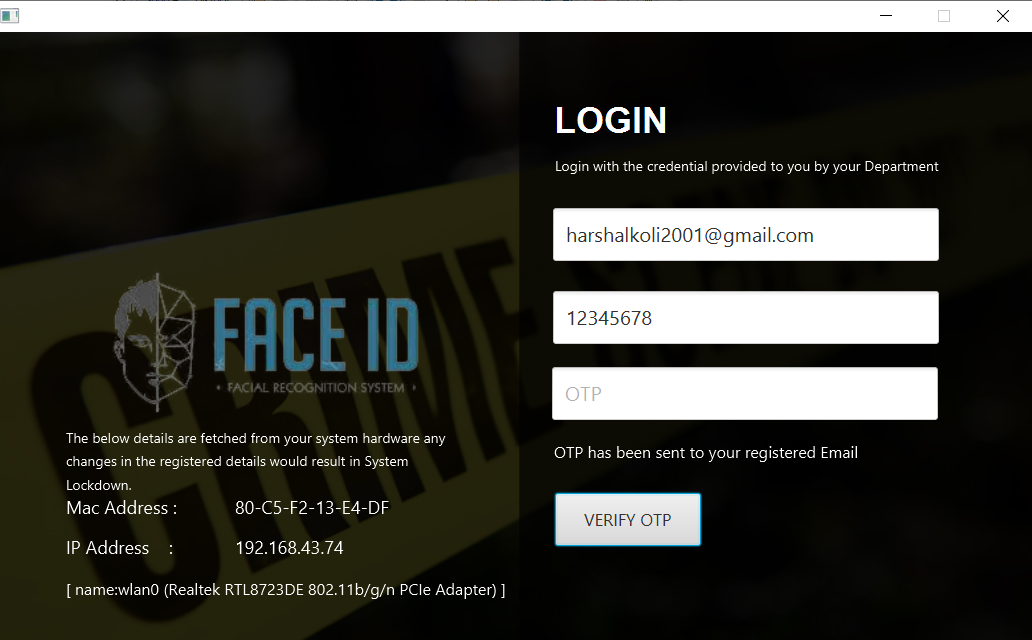 CRIME SCENE
FACE ID
• FACIAL RECOGNITION SYSTEM •
The below details are fetched from your system hardware any
changes in the registered details would result in System
Lockdown.
Mac Address : 80-C5-F2-13-E4-DF
IP Address : 192.168.43.74
[ name:wlan0 (Realtek RTL8723DE 802.11b/g/n PCIe Adapter) ]
LOGIN
Login with the credential provided to you by your Department
harshalkoli2001@gmail.com
12345678
OTP
OTP has been sent to your registered Email
VERIFY OTP